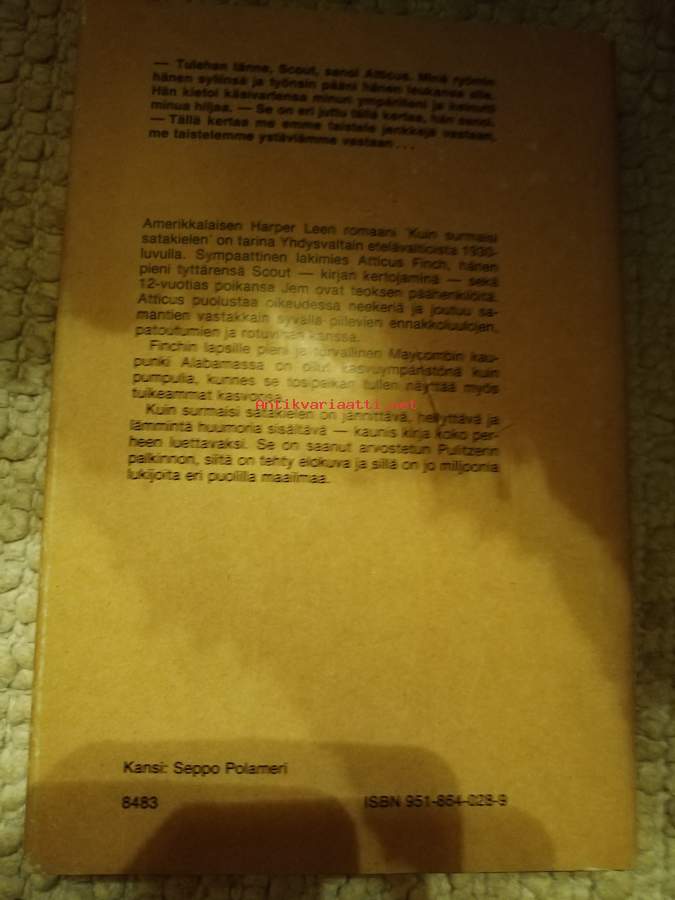 — Tulehan tänne, Scout, sanoi Atticus. Minä ryömin
hänen syliinsä ja työnsin pääni hänen leukansa alle.
Hän kietoi käsivartensa minun ympärilleni ja keinutti
minua hiljaa. — Se on eri juttu tällä kertaa, hän sanoi.
— Tällä kertaa me emme taistele jenkkejä vastaan,
me taistelemme ystäviämme vastaan...
Amerikkalaisen Harper Leen romaani 'Kuin surmaisi
satakielen' on tarina Yhdysvaltain etelävaltioista 1930-
luvulla. Sympaattinen lakimies Atticus Finch, hänen
pieni tyttärensä Scout — kirjan kertojaminä — sekä
12-vuotias poikansa Jem ovat teoksen päähenkilöitä.
Atticus puolustaa oikeudessa neekeriä ja joutuu sa-
mantien vastakkain syvällä piilevien ennakkoluulojen,
patoutumien ja rotuvihan kanssa.
Finchin lapsille pieni ja turvallinen Maycombin kau-
punki Alabamassa on ollut kasvuympäristönä kuin
pumpulia, kunnes se tosipaikan tullen näyttää myös
tuikeammat kasvonsa.
Antikvariaatti.net
Kuin surmaisi satakielen on jännittävä, hellyttävä ja
lämmintä huumoria sisältävä — kaunis kirja koko per-
heen luettavaksi. Se on saanut arvostetun Pulitzerin
palkinnon, siitä on tehty elokuva ja sillä on jo miljoonia
lukijoita eri puolilla maailmaa.
Kansi: Seppo Polameri
8483 ISBN 951-864-028-9